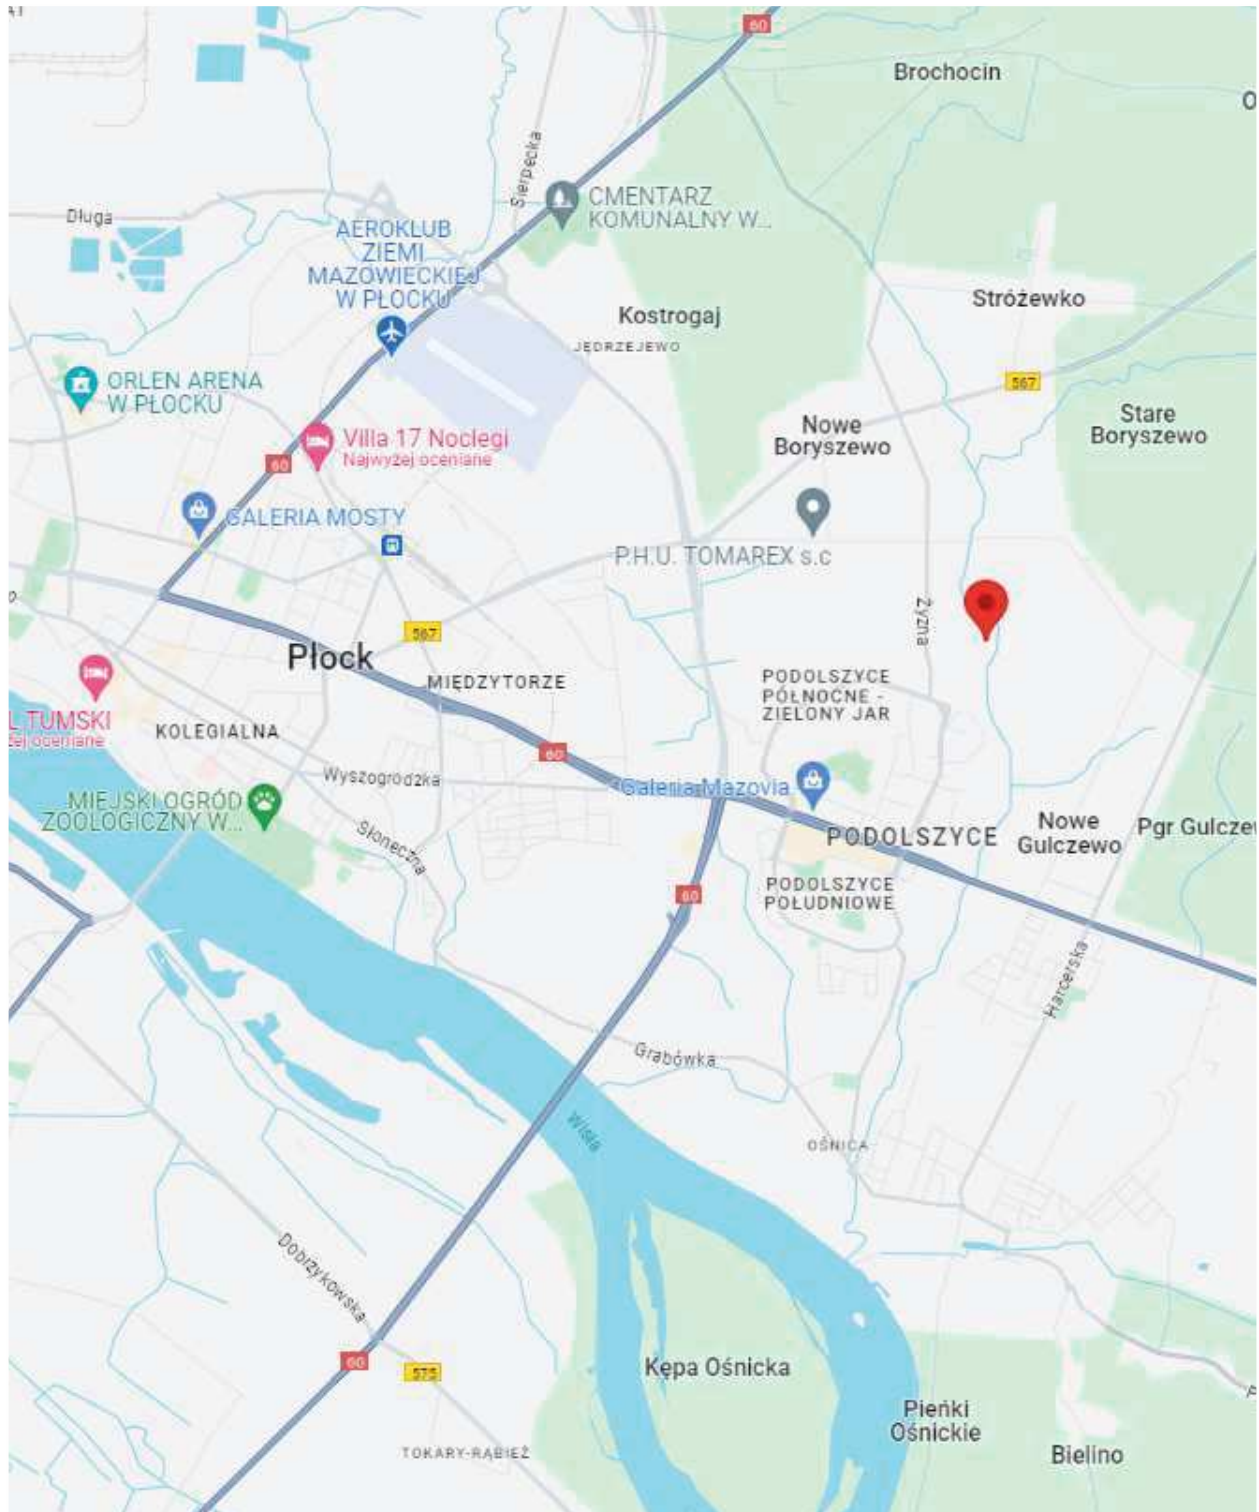 60
Brochocin
Sierpecka
CMENTARZ
KOMUNALNY W...
Długa
AEROKLUB
ZIEMI
MAZOWIECKIEJ
W PŁOCKU
Stróżewko
Kostrogaj
JĘDRZEJEWO
ORLEN ARENA
W PŁOCKU
567
Stare
Boryszewo
Nowe
Boryszewo
Villa 17 Noclegi
Najwyżej oceniane
60
GALERIA MOSTY
P.H.U. TOMAREX s.c
Żyzna
567
Płock
MIĘDZYTORZE
PODOLSZYCE
PÓŁNOCNE -
ZIELONY JAR
L TUMSKI
żej oceniane
KOLEGIALNA
60
Wyszogrodzka
Galeria Mazovia
MIEJSKI OGRÓD
ZOOLOGICZNY W...
Słoneczna
PODOLSZYCE
Nowe
Gulczewo
Pgr Gulczew
PODOLSZYCE
POŁUDNIOWE
60
Harcerska
Grabówka
Wisła
OŚNICA
Dobrzykowska
60
575
Kępa Ośnicka
Pieńki
Ośnickie
TOKARY-RĄBIEŻ
Bielino